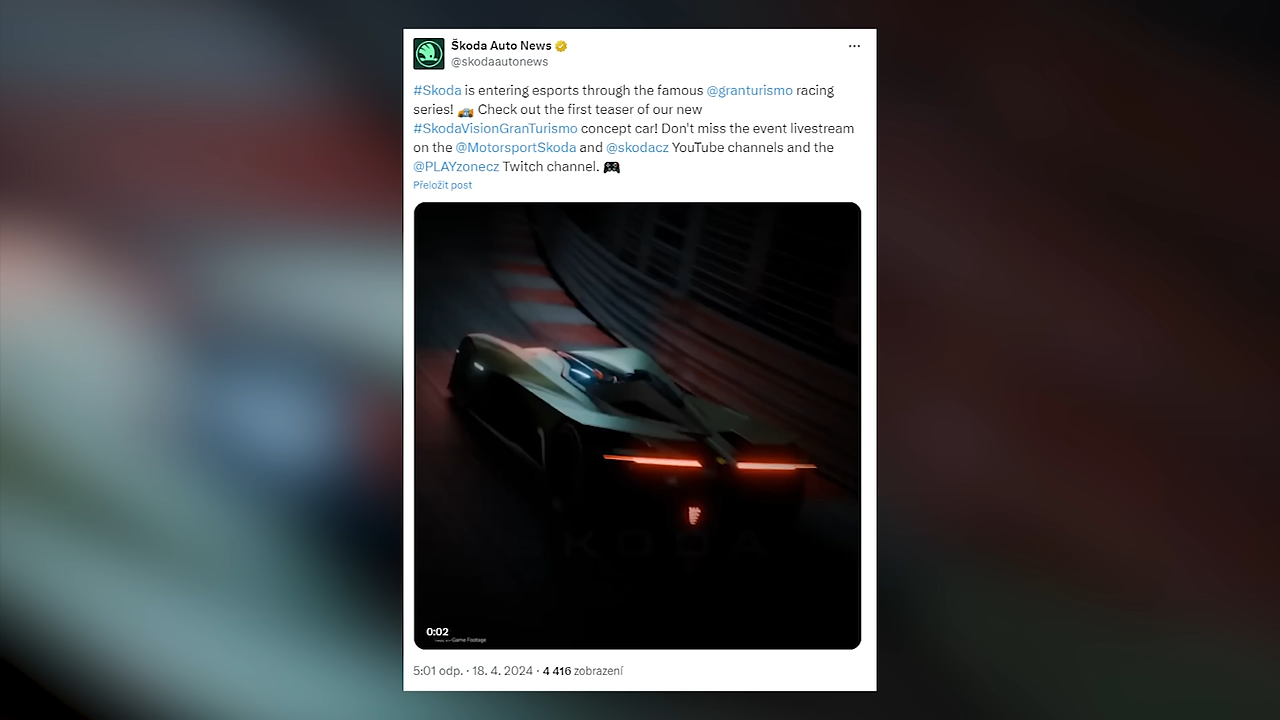 Škoda Auto News
@skodaautonews
#Skoda is entering esports through the famous @granturismo racing
series! 🏎️ Check out the first teaser of our new
#SkodaVisionGranTurismo concept car! Don't miss the event livestream
on the @MotorsportSkoda and @skodacz YouTube channels and the
@PLAYzonecz Twitch channel. 🎮
Přeložit post
ŠKODA
0:02
Game Footage
5:01 odp. · 18. 4. 2024 · 4 416 zobrazení